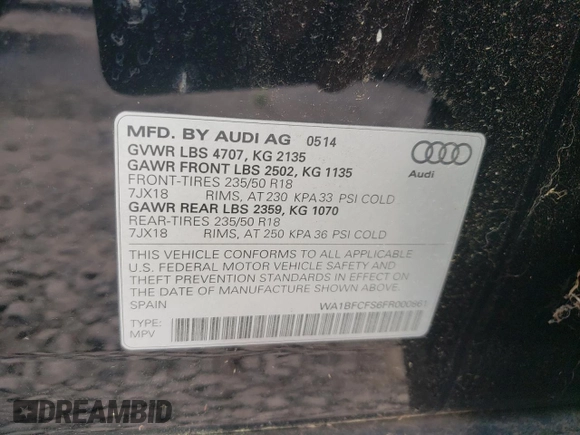 MFD. BY AUDI AG 0514
GVWR LBS 4707, KG 2135
GAWR FRONT LBS 2502, KG 1135
FRONT-TIRES 235/50 R18
7JX18 RIMS, AT 230 KPA 33 PSI COLD
GAWR REAR LBS 2359, KG 1070
REAR-TIRES 235/50 R18
7JX18 RIMS, AT 250 KPA 36 PSI COLD
Audi
THIS VEHICLE CONFORMS TO ALL APPLICABLE
U.S. FEDERAL MOTOR VEHICLE SAFETY AND
THEFT PREVENTION STANDARDS IN EFFECT ON
THE DATE OF MANUFACTURE SHOWN ABOVE.
SPAIN WA1BFCFS6FR000861
TYPE:
MPV
DREAMBID